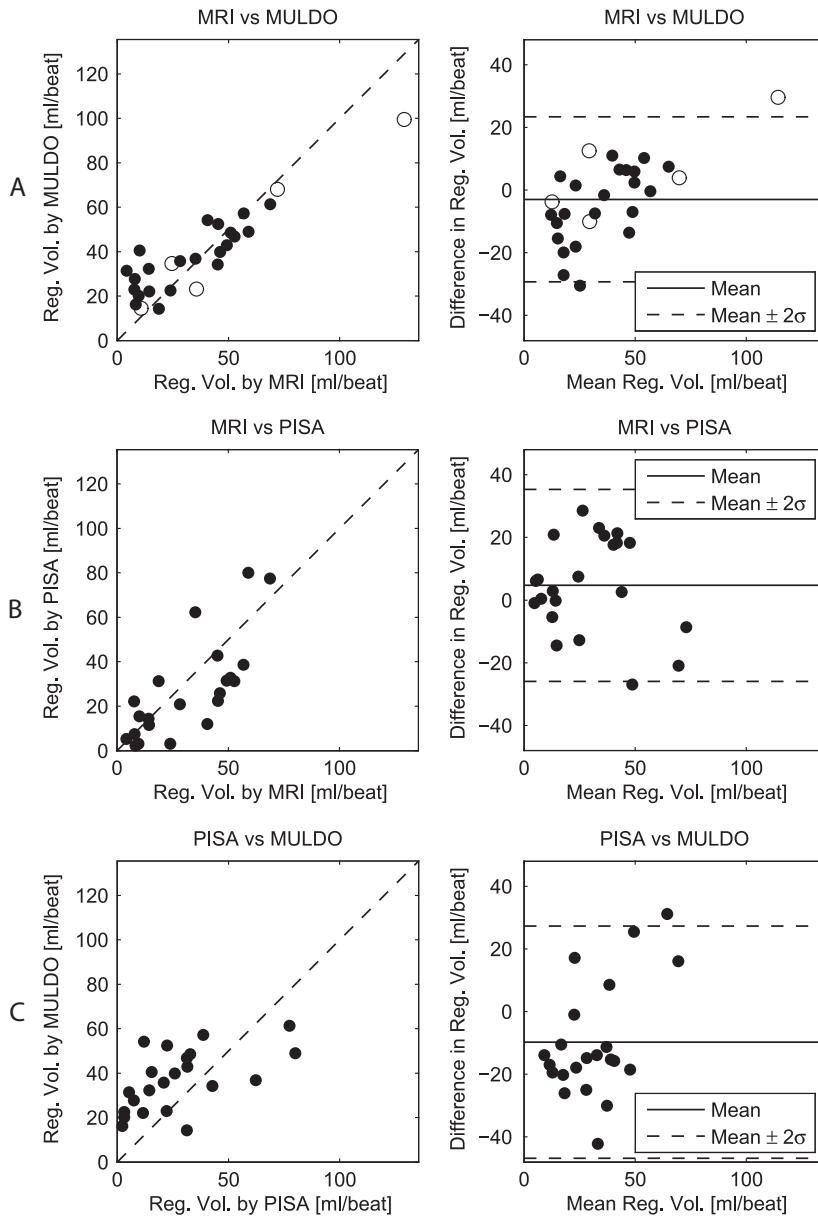 MRI vs MULDO
MRI vs MULDO
A
Reg. Vol. by MULDO [ml/beat]
120
100
80
60
40
20
0
0
50
100
Reg. Vol. by MRI [ml/beat]
Difference in Reg. Vol. [ml/beat]
40
20
0
−20
−40
Mean
Mean ± 2σ
0
50
100
Mean Reg. Vol. [ml/beat]
MRI vs PISA
MRI vs PISA
B
Reg. Vol. by PISA [ml/beat]
120
100
80
60
40
20
0
0
50
100
Reg. Vol. by MRI [ml/beat]
Difference in Reg. Vol. [ml/beat]
40
20
0
−20
−40
Mean
Mean ± 2σ
0
50
100
Mean Reg. Vol. [ml/beat]
PISA vs MULDO
PISA vs MULDO
C
Reg. Vol. by MULDO [ml/beat]
120
100
80
60
40
20
0
0
50
100
Reg. Vol. by PISA [ml/beat]
Difference in Reg. Vol. [ml/beat]
40
20
0
−20
−40
Mean
Mean ± 2σ
0
50
100
Mean Reg. Vol. [ml/beat]